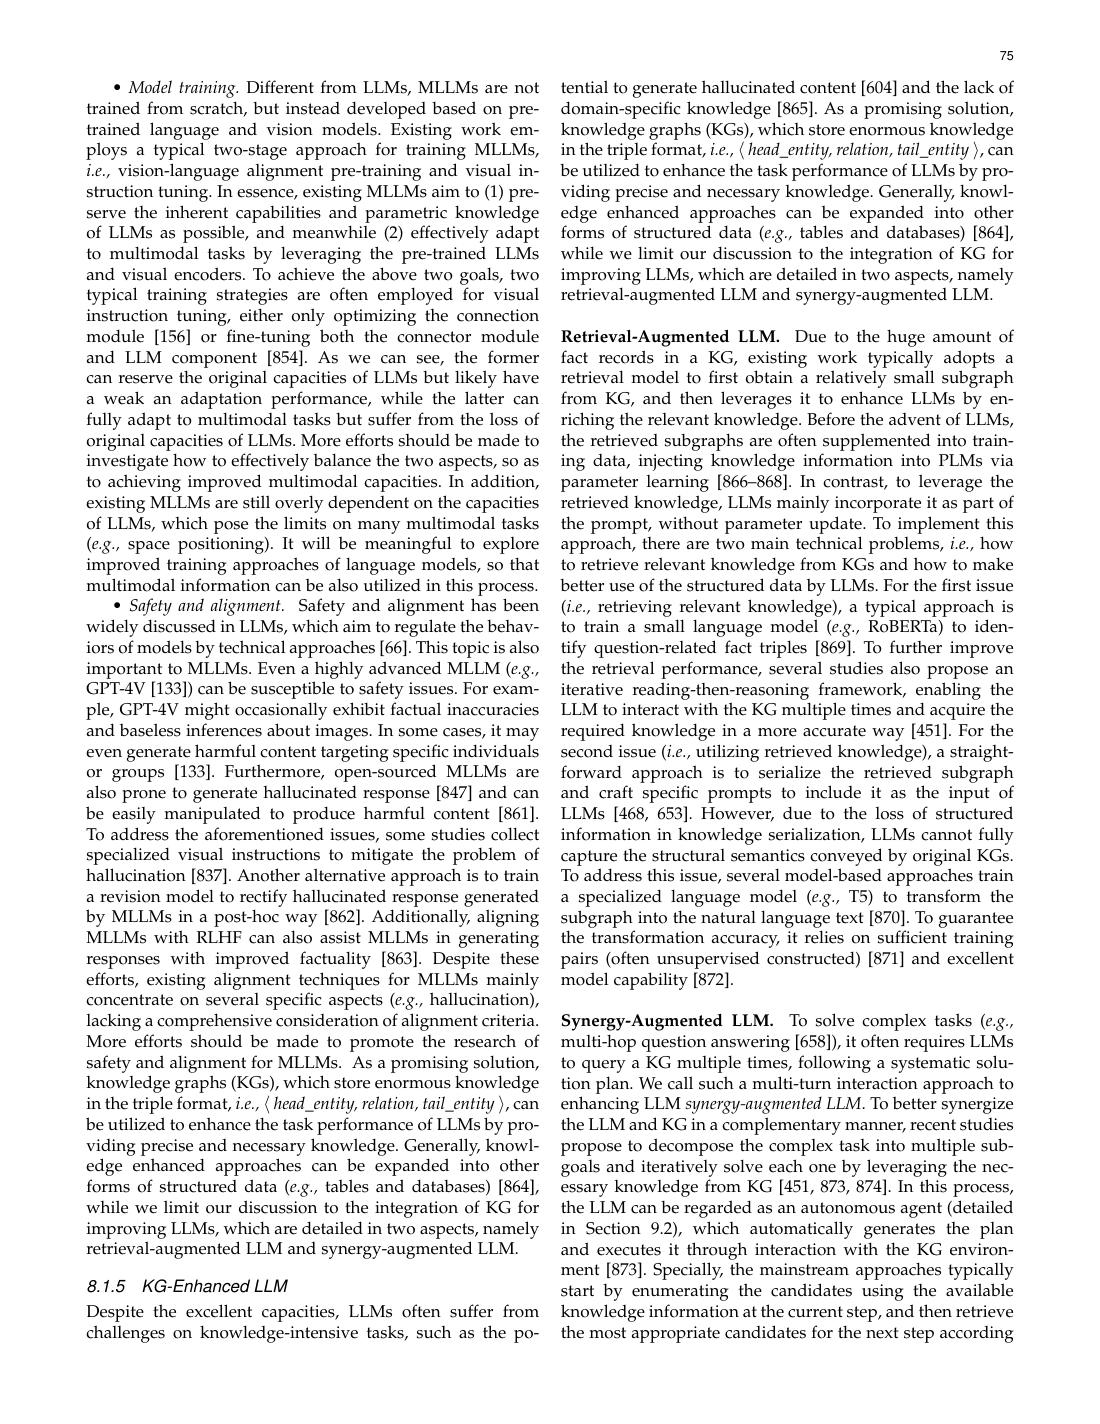 75
• Model training. Different from LLMs, MLLMs are not
trained from scratch, but instead developed based on pre-
trained language and vision models. Existing work em-
ploys a typical two-stage approach for training MLLMs,
i.e., vision-language alignment pre-training and visual in-
struction tuning. In essence, existing MLLMs aim to (1) pre-
serve the inherent capabilities and parametric knowledge
of LLMs as possible, and meanwhile (2) effectively adapt
to multimodal tasks by leveraging the pre-trained LLMs
and visual encoders. To achieve the above two goals, two
typical training strategies are often employed for visual
instruction tuning, either only optimizing the connection
module [156] or fine-tuning both the connector module
and LLM component [854]. As we can see, the former
can reserve the original capacities of LLMs but likely have
a weak an adaptation performance, while the latter can
fully adapt to multimodal tasks but suffer from the loss of
original capacities of LLMs. More efforts should be made to
investigate how to effectively balance the two aspects, so as
to achieving improved multimodal capacities. In addition,
existing MLLMs are still overly dependent on the capacities
of LLMs, which pose the limits on many multimodal tasks
(e.g., space positioning). It will be meaningful to explore
improved training approaches of language models, so that
multimodal information can be also utilized in this process.
• Safety and alignment. Safety and alignment has been
widely discussed in LLMs, which aim to regulate the behav-
iors of models by technical approaches [66]. This topic is also
important to MLLMs. Even a highly advanced MLLM (e.g.,
GPT-4V [133]) can be susceptible to safety issues. For exam-
ple, GPT-4V might occasionally exhibit factual inaccuracies
and baseless inferences about images. In some cases, it may
even generate harmful content targeting specific individuals
or groups [133]. Furthermore, open-sourced MLLMs are
also prone to generate hallucinated response [847] and can
be easily manipulated to produce harmful content [861].
To address the aforementioned issues, some studies collect
specialized visual instructions to mitigate the problem of
hallucination [837]. Another alternative approach is to train
a revision model to rectify hallucinated response generated
by MLLMs in a post-hoc way [862]. Additionally, aligning
MLLMs with RLHF can also assist MLLMs in generating
responses with improved factuality [863]. Despite these
efforts, existing alignment techniques for MLLMs mainly
concentrate on several specific aspects (e.g., hallucination),
lacking a comprehensive consideration of alignment criteria.
More efforts should be made to promote the research of
safety and alignment for MLLMs. As a promising solution,
knowledge graphs (KGs), which store enormous knowledge
in the triple format, i.e., ⟨ head_entity, relation, tail_entity ⟩, can
be utilized to enhance the task performance of LLMs by pro-
viding precise and necessary knowledge. Generally, knowl-
edge enhanced approaches can be expanded into other
forms of structured data (e.g., tables and databases) [864],
while we limit our discussion to the integration of KG for
improving LLMs, which are detailed in two aspects, namely
retrieval-augmented LLM and synergy-augmented LLM.
8.1.5 KG-Enhanced LLM
Despite the excellent capacities, LLMs often suffer from
challenges on knowledge-intensive tasks, such as the po-
tential to generate hallucinated content [604] and the lack of
domain-specific knowledge [865]. As a promising solution,
knowledge graphs (KGs), which store enormous knowledge
in the triple format, i.e., ⟨ head_entity, relation, tail_entity ⟩, can
be utilized to enhance the task performance of LLMs by pro-
viding precise and necessary knowledge. Generally, knowl-
edge enhanced approaches can be expanded into other
forms of structured data (e.g., tables and databases) [864],
while we limit our discussion to the integration of KG for
improving LLMs, which are detailed in two aspects, namely
retrieval-augmented LLM and synergy-augmented LLM.
Retrieval-Augmented LLM. Due to the huge amount of
fact records in a KG, existing work typically adopts a
retrieval model to first obtain a relatively small subgraph
from KG, and then leverages it to enhance LLMs by en-
riching the relevant knowledge. Before the advent of LLMs,
the retrieved subgraphs are often supplemented into train-
ing data, injecting knowledge information into PLMs via
parameter learning [866–868]. In contrast, to leverage the
retrieved knowledge, LLMs mainly incorporate it as part of
the prompt, without parameter update. To implement this
approach, there are two main technical problems, i.e., how
to retrieve relevant knowledge from KGs and how to make
better use of the structured data by LLMs. For the first issue
(i.e., retrieving relevant knowledge), a typical approach is
to train a small language model (e.g., RoBERTa) to iden-
tify question-related fact triples [869]. To further improve
the retrieval performance, several studies also propose an
iterative reading-then-reasoning framework, enabling the
LLM to interact with the KG multiple times and acquire the
required knowledge in a more accurate way [451]. For the
second issue (i.e., utilizing retrieved knowledge), a straight-
forward approach is to serialize the retrieved subgraph
and craft specific prompts to include it as the input of
LLMs [468, 653]. However, due to the loss of structured
information in knowledge serialization, LLMs cannot fully
capture the structural semantics conveyed by original KGs.
To address this issue, several model-based approaches train
a specialized language model (e.g., T5) to transform the
subgraph into the natural language text [870]. To guarantee
the transformation accuracy, it relies on sufficient training
pairs (often unsupervised constructed) [871] and excellent
model capability [872].
Synergy-Augmented LLM. To solve complex tasks (e.g.,
multi-hop question answering [658]), it often requires LLMs
to query a KG multiple times, following a systematic solu-
tion plan. We call such a multi-turn interaction approach to
enhancing LLM synergy-augmented LLM. To better synergize
the LLM and KG in a complementary manner, recent studies
propose to decompose the complex task into multiple sub-
goals and iteratively solve each one by leveraging the nec-
essary knowledge from KG [451, 873, 874]. In this process,
the LLM can be regarded as an autonomous agent (detailed
in Section 9.2), which automatically generates the plan
and executes it through interaction with the KG environ-
ment [873]. Specially, the mainstream approaches typically
start by enumerating the candidates using the available
knowledge information at the current step, and then retrieve
the most appropriate candidates for the next step according